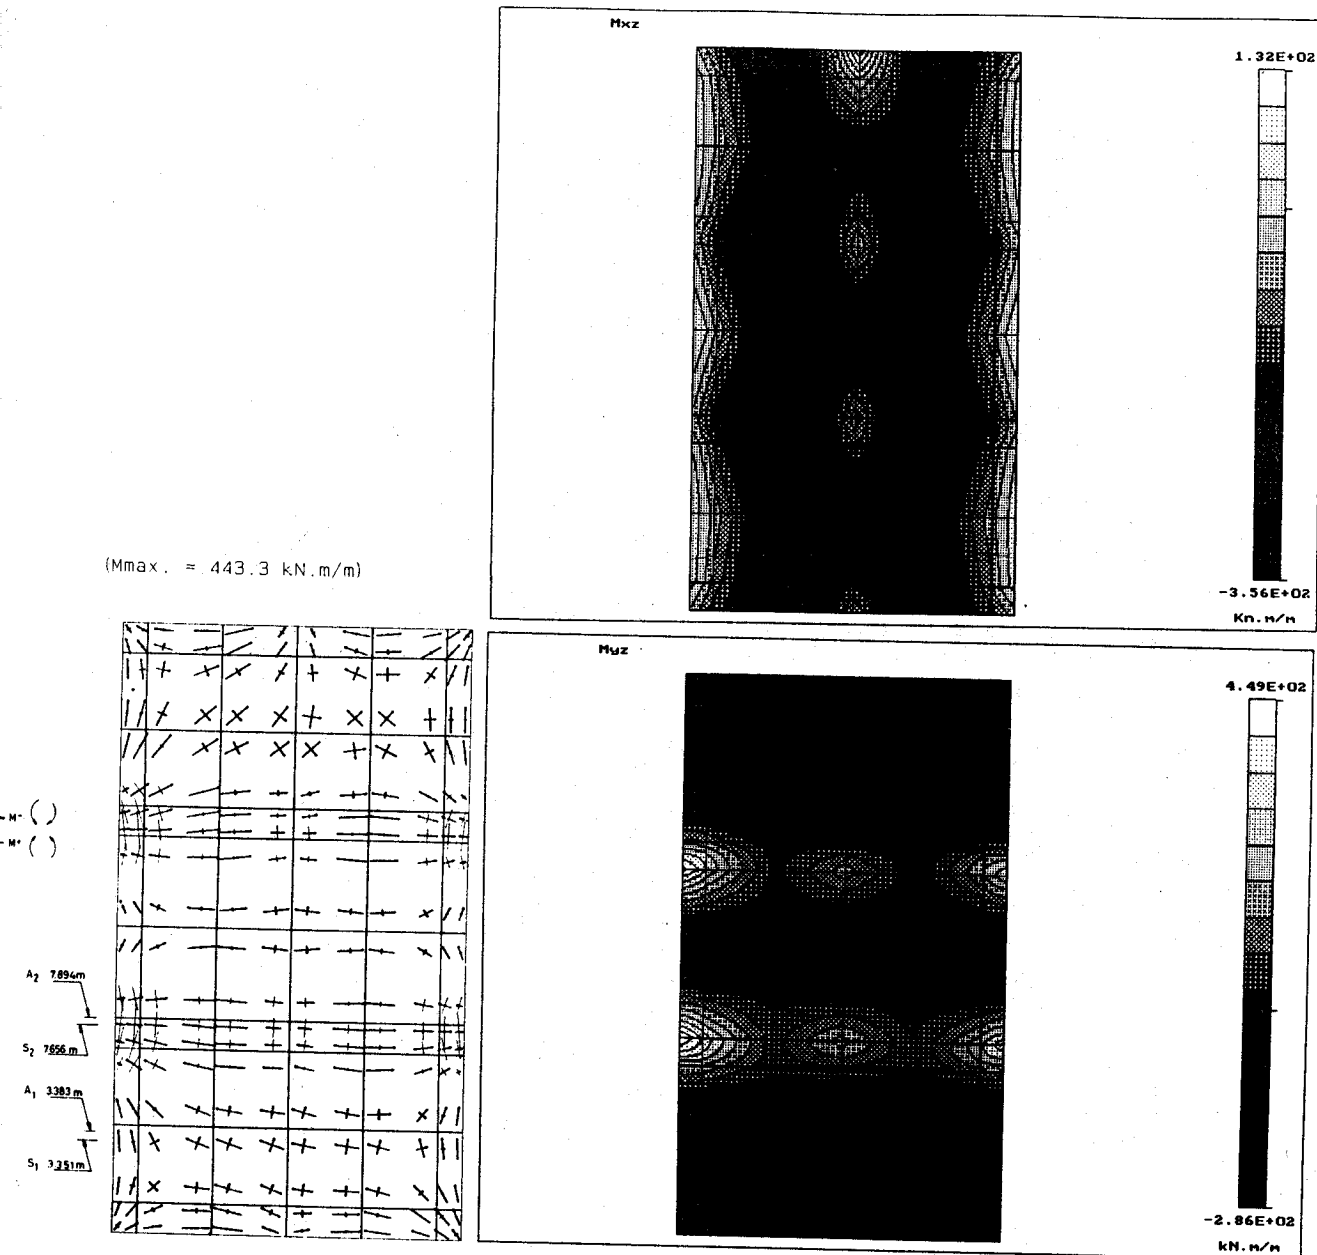 Mxz
1.32E+02
-3.56E+02
Kn.m/m
(Mmax. = 443.3 kN.m/m)
Myz
4.49E+02
-2.86E+02
kN.m/m
M- ( )
M+ ( )
A2 7.894m
S2 7.656 m
A1 3.383 m
S1 3.351m